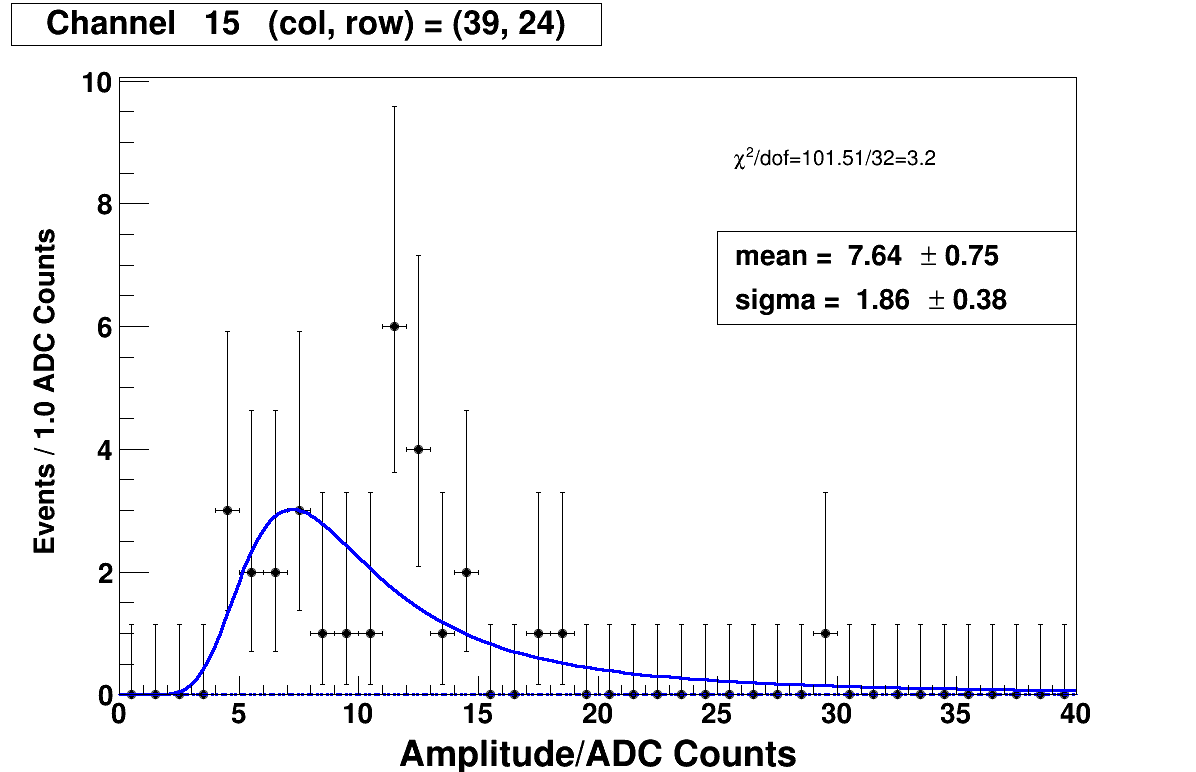 Channel 15 (col, row) = (39, 24)
10
8
6
4
2
0
Events / 1.0 ADC Counts
χ²/dof=101.51/32=3.2
mean = 7.64 ± 0.75
sigma = 1.86 ± 0.38
0 5 10 15 20 25 30 35 40
Amplitude/ADC Counts